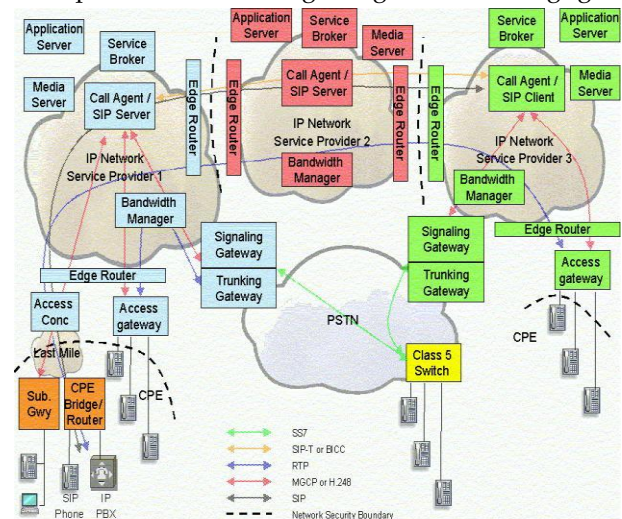 Application
Server
Service
Broker
Media
Server
Call Agent /
SIP Server
Edge Router
IP Network
Service Provider 1
Bandwidth
Manager
Edge Router
Access
Conc
Access
gateway
Last Mile
CPE
Sub.
Gwy
CPE
Bridge/
Router
SIP
Phone
IP
PBX
Application
Server
Service
Broker
Media
Server
Edge Router
Call Agent /
SIP Server
IP Network
Service Provider 2
Bandwidth
Manager
Edge Router
Signaling
Gateway
Trunking
Gateway
PSTN
Signaling
Gateway
Trunking
Gateway
Class 5
Switch
Service
Broker
Application
Server
Edge Router
Call Agent /
SIP Client
Media
Server
IP Network
Service Provider 3
Bandwidth
Manager
Edge Router
Access
gateway
CPE
SS7
SIP-T or BICC
RTP
MGCP or H.248
SIP
Network Security Boundary